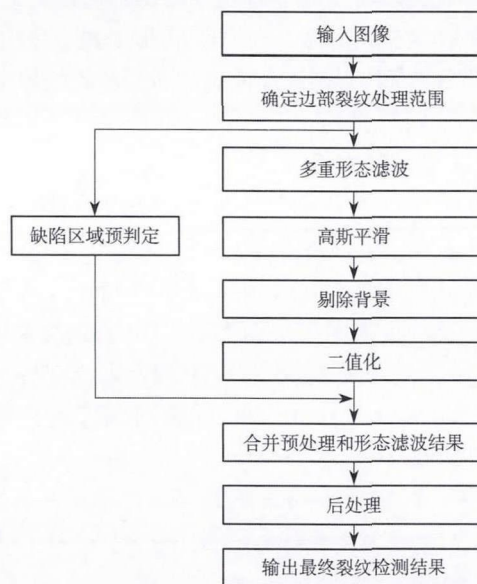 输入图像
确定边部裂纹处理范围
多重形态滤波
缺陷区域预判定
高斯平滑
剔除背景
二值化
合并预处理和形态滤波结果
后处理
输出最终裂纹检测结果